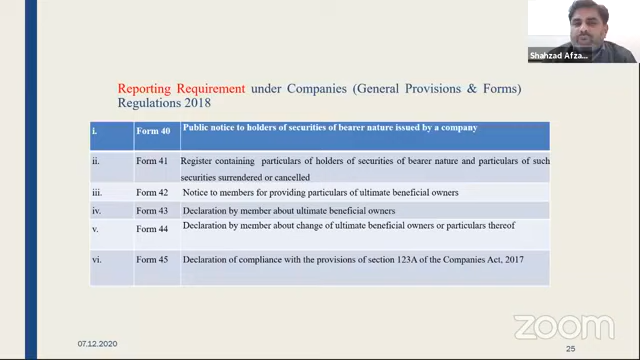 Shahzad Afza...
Reporting Requirement under Companies (General Provisions & Forms)
Regulations 2018
i. Form 40 Public notice to holders of securities of bearer nature issued by a company
ii. Form 41 Register containing particulars of holders of securities of bearer nature and particulars of such
securities surrendered or cancelled
iii. Form 42 Notice to members for providing particulars of ultimate beneficial owners
iv. Form 43 Declaration by member about ultimate beneficial owners
v. Form 44 Declaration by member about change of ultimate beneficial owners or particulars thereof
vi. Form 45 Declaration of compliance with the provisions of section 123A of the Companies Act, 2017
zoom
07.12.2020
25